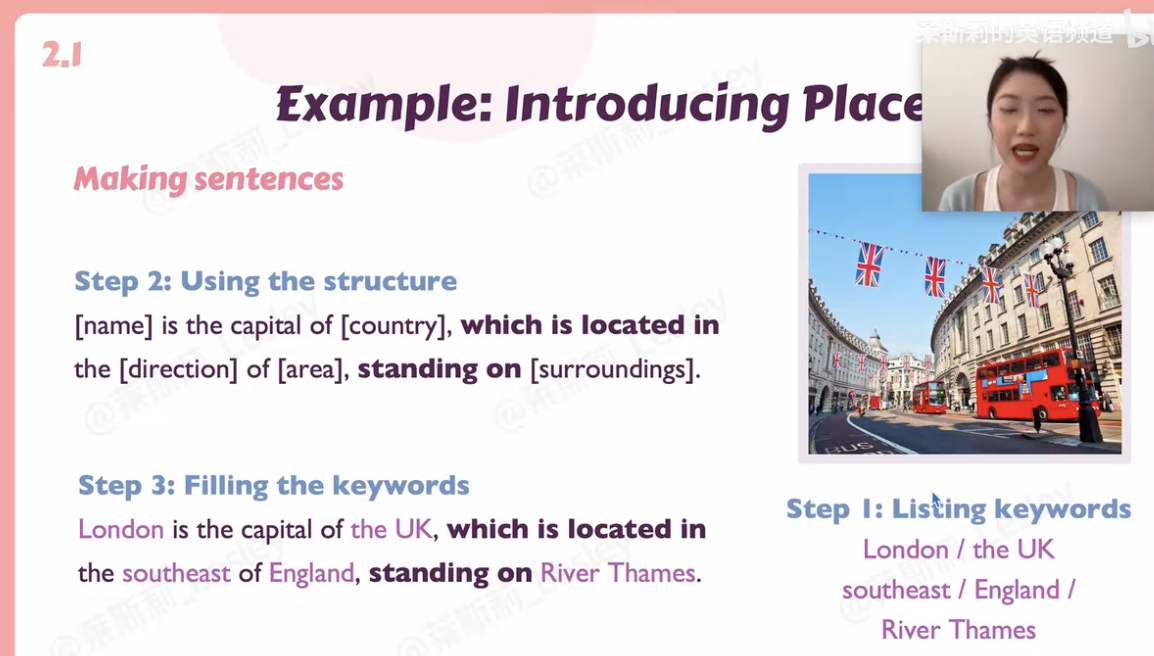 莱斯莉的英语频道
2.1
Example: Introducing Place
Making sentences
Step 2: Using the structure
[name] is the capital of [country], which is located in
the [direction] of [area], standing on [surroundings].
Step 3: Filling the keywords
London is the capital of the UK, which is located in
the southeast of England, standing on River Thames.
BUS
Step 1: Listing keywords
London / the UK
southeast / England /
River Thames
@莱斯莉_Lesley